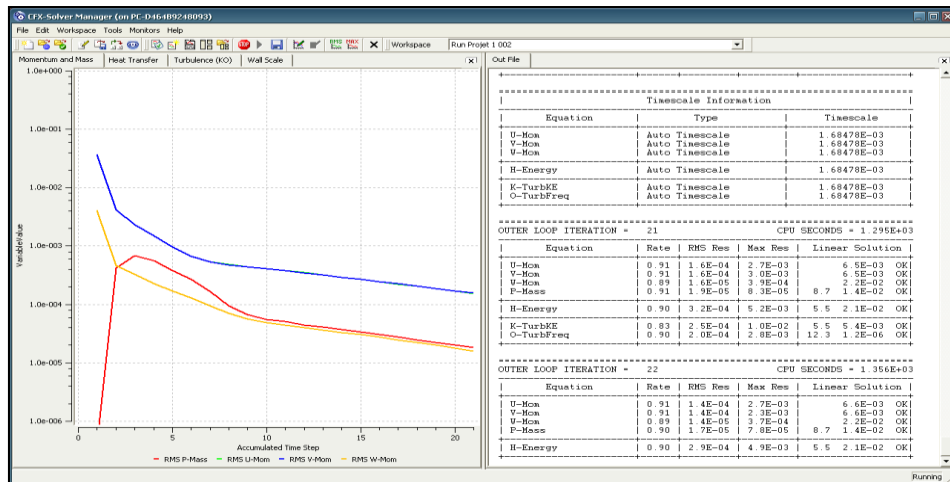 CFX-Solver Manager (on PC-D464B9248093)
File Edit Workspace Tools Monitors Help
Workspace Run Projet 1 002
Momentum and Mass Heat Transfer Turbulence (KO) Wall Scale
Out File
1.0e+000
1.0e-001
1.0e-002
1.0e-003
1.0e-004
1.0e-005
1.0e-006
Variable Value
0 5 10 15 20
Accumulated Time Step
RMS P-Mass RMS U-Mom RMS V-Mom RMS W-Mom
Timescale Information
| Equation | Type | Timescale |
| U-Mom | Auto Timescale | 1.68478E-03 |
| V-Mom | Auto Timescale | 1.68478E-03 |
| W-Mom | Auto Timescale | 1.68478E-03 |
| H-Energy | Auto Timescale | 1.68478E-03 |
| K-TurbKE | Auto Timescale | 1.68478E-03 |
| O-TurbFreq | Auto Timescale | 1.68478E-03 |
OUTER LOOP ITERATION = 21 CPU SECONDS = 1.295E+03
| Equation | Rate | RMS Res | Max Res | Linear Solution |
| U-Mom | 0.91 | 1.6E-04 | 2.7E-03 | 6.5E-03 OK|
| V-Mom | 0.91 | 1.6E-04 | 3.0E-03 | 6.5E-03 OK|
| W-Mom | 0.89 | 1.6E-05 | 3.9E-04 | 2.2E-02 OK|
| P-Mass | 0.91 | 1.9E-05 | 8.3E-05 | 8.7 1.4E-02 OK|
| H-Energy | 0.90 | 3.2E-04 | 5.2E-03 | 5.5 2.1E-02 OK|
| K-TurbKE | 0.83 | 2.5E-04 | 1.0E-02 | 5.5 5.4E-03 OK|
| O-TurbFreq | 0.90 | 2.0E-04 | 2.8E-03 | 12.3 1.2E-06 OK|
OUTER LOOP ITERATION = 22 CPU SECONDS = 1.356E+03
| Equation | Rate | RMS Res | Max Res | Linear Solution |
| U-Mom | 0.91 | 1.4E-04 | 2.7E-03 | 6.6E-03 OK|
| V-Mom | 0.91 | 1.4E-04 | 2.3E-03 | 6.6E-03 OK|
| W-Mom | 0.89 | 1.4E-05 | 3.7E-04 | 2.2E-02 OK|
| P-Mass | 0.90 | 1.7E-05 | 7.8E-05 | 8.7 1.4E-02 OK|
| H-Energy | 0.90 | 2.9E-04 | 4.9E-03 | 5.5 2.1E-02 OK|
Running